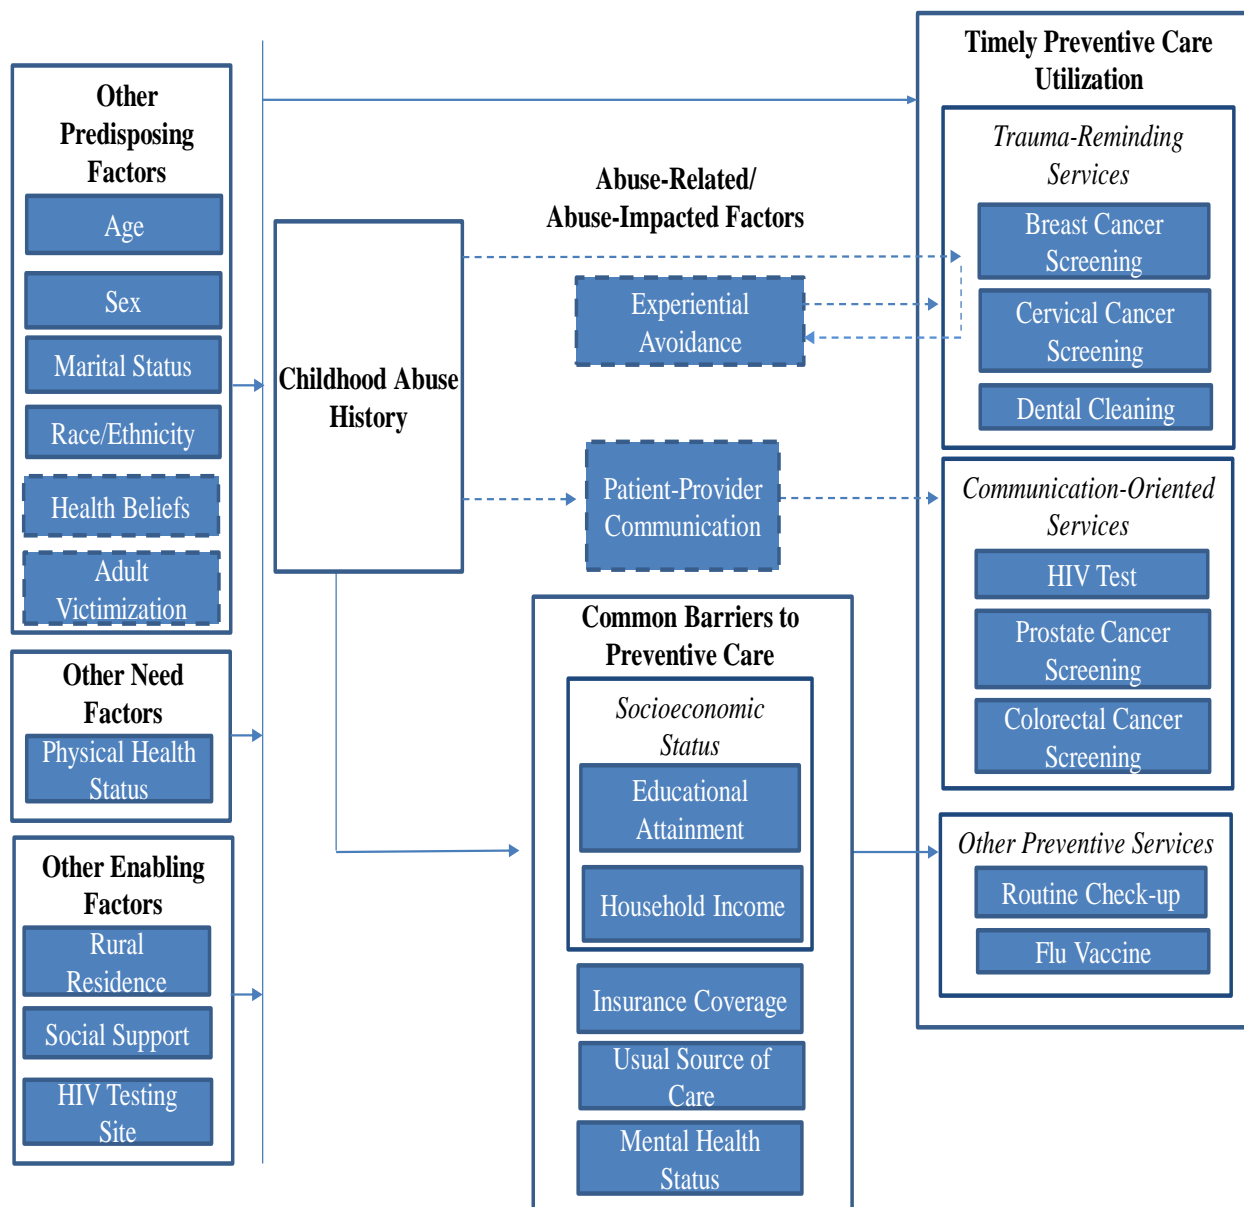 Other
Predisposing
Factors
Age
Sex
Marital Status
Race/Ethnicity
Health Beliefs
Adult
Victimization
Other Need
Factors
Physical Health
Status
Other Enabling
Factors
Rural
Residence
Social Support
HIV Testing
Site
Childhood Abuse
History
Abuse-Related/
Abuse-Impacted Factors
Experiential
Avoidance
Patient-Provider
Communication
Common Barriers to
Preventive Care
Socioeconomic
Status
Educational
Attainment
Household Income
Insurance Coverage
Usual Source of
Care
Mental Health
Status
Timely Preventive Care
Utilization
Trauma-Reminding
Services
Breast Cancer
Screening
Cervical Cancer
Screening
Dental Cleaning
Communication-Oriented
Services
HIV Test
Prostate Cancer
Screening
Colorectal Cancer
Screening
Other Preventive Services
Routine Check-up
Flu Vaccine